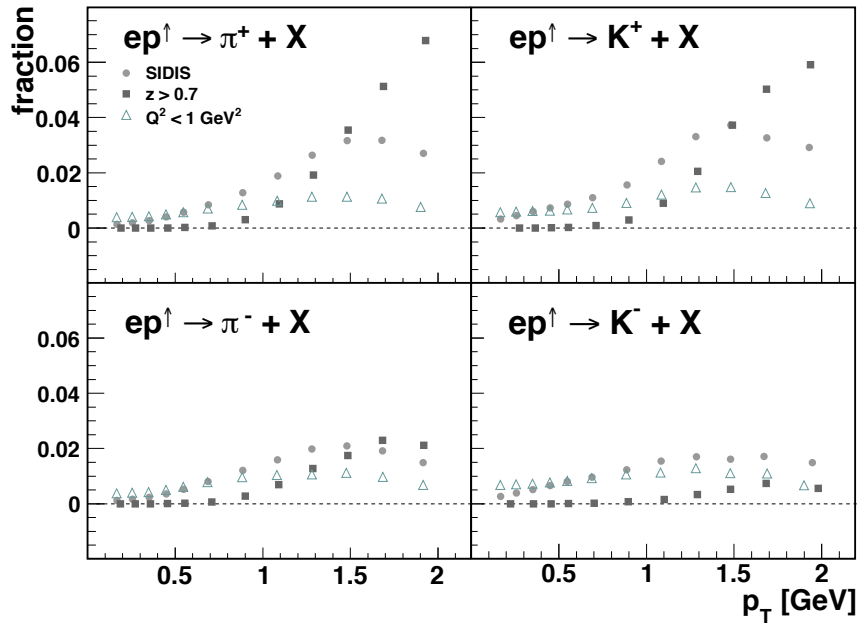 fraction
ep↑ → π+ + X
ep↑ → K+ + X
SIDIS
z > 0.7
Q² < 1 GeV²
0.06
0.04
0.02
0
ep↑ → π- + X
ep↑ → K- + X
0.06
0.04
0.02
0
0.5 1 1.5 2 0.5 1 1.5 2
pT [GeV]